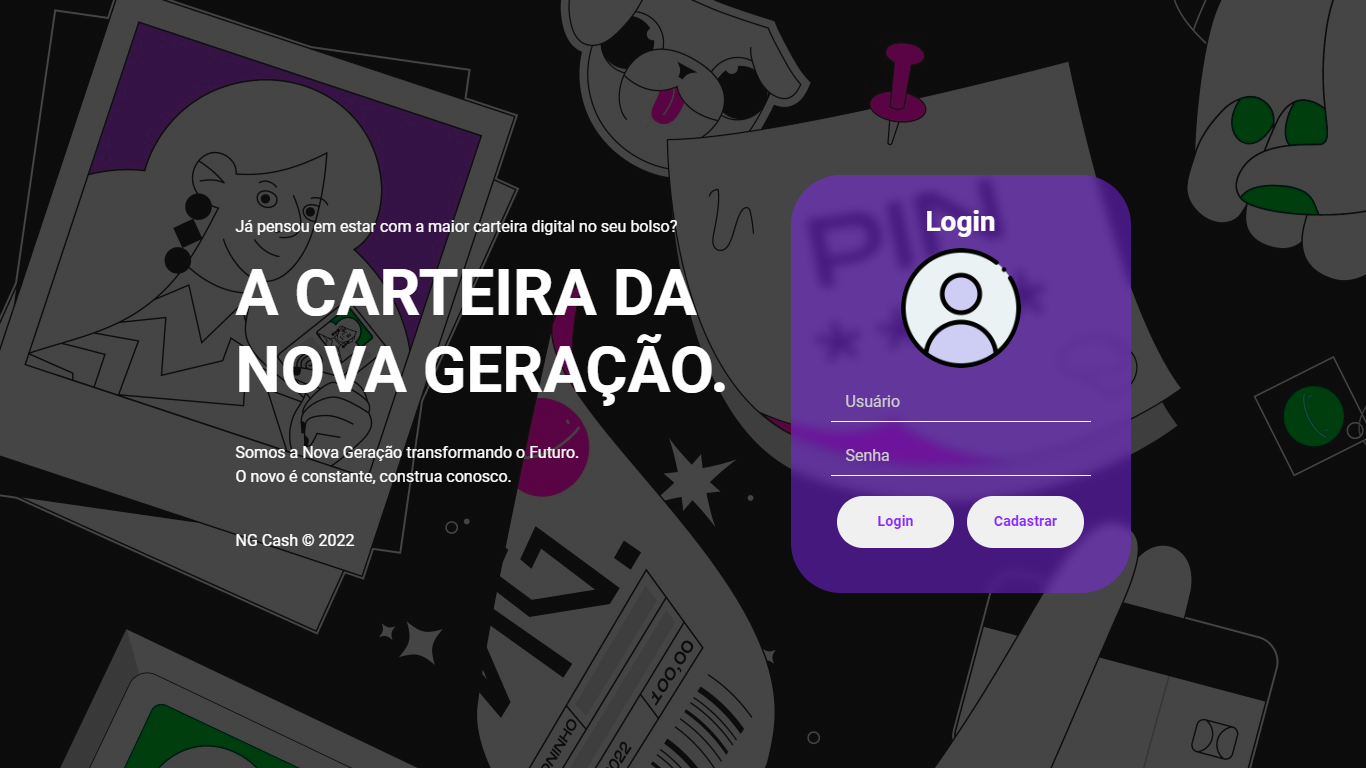 Já pensou em estar com a maior carteira digital no seu bolso?
A CARTEIRA DA
NOVA GERAÇÃO.
Somos a Nova Geração transformando o Futuro.
O novo é constante, construa conosco.
NG Cash © 2022
PIN
***
Login
Usuário
Senha
Login
Cadastrar
100,00